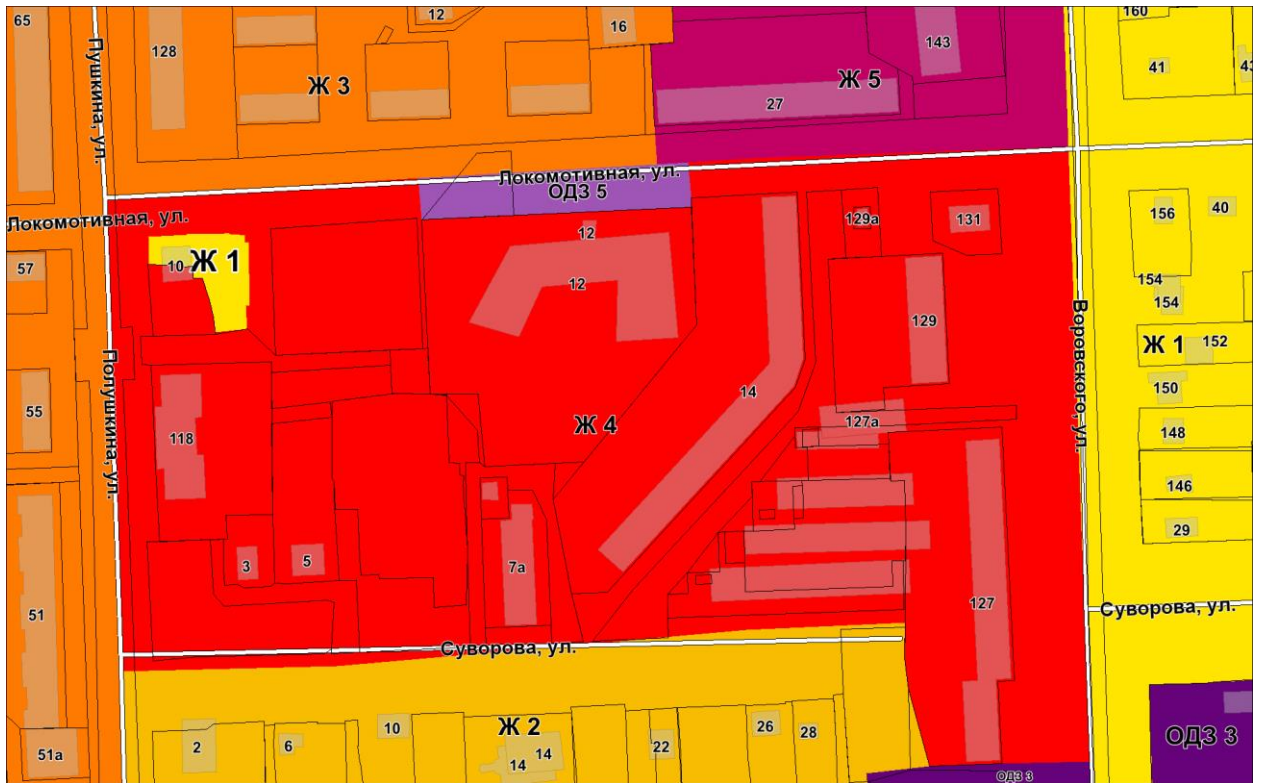 65
128
12
16
143
160
41
43
Ж 3
Ж 5
27
Пушкина, ул.
Локомотивная, ул.
ОДЗ 5
Локомотивная, ул.
57
10
Ж 1
12
12
129а
131
156
40
154
154
Ж 1
152
129
150
148
146
29
14
Ж 4
127а
Воровского, ул.
55
118
Попушкина, ул.
3
5
7а
127
51
Суворова, ул.
Суворова, ул.
51а
2
6
10
Ж 2
14
14
22
26
28
ОДЗ 3
ОДЗ 3